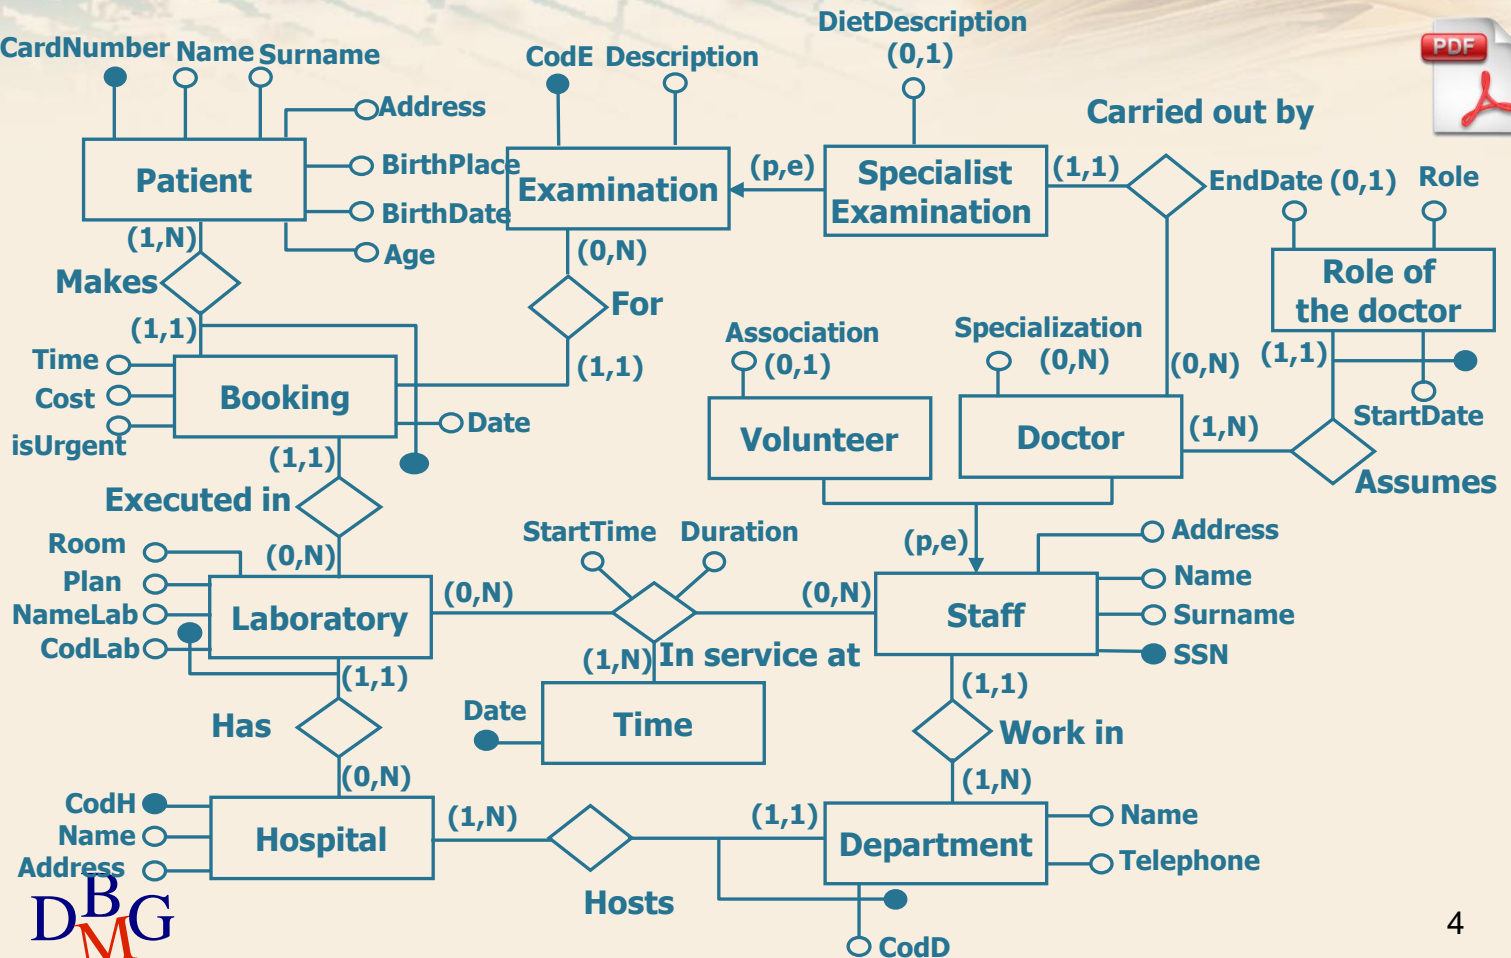 DietDescription
(0,1)
CardNumber Name Surname
CodE Description
PDF
Address
Carried out by
BirthPlace
BirthDate
Age
Patient
Examination
(p,e)
Specialist
Examination
(1,1)
EndDate (0,1) Role
(1,N)
(0,N)
Role of
the doctor
Makes
For
(1,1)
(1,1)
Association
(0,1)
Specialization
(0,N)
(0,N)
(1,1)
Time
Cost
isUrgent
Booking
Date
Volunteer
Doctor
(1,N)
StartDate
(1,1)
Assumes
Executed in
(0,N)
StartTime Duration
(p,e)
Address
Name
Surname
SSN
Room
Plan
NameLab
CodLab
Laboratory
(0,N)
(0,N)
Staff
(1,N)
In service at
(1,1)
(1,1)
Has
Date
Time
Work in
(0,N)
(1,N)
CodH
Name
Address
Hospital
(1,N)
(1,1)
Department
Name
Telephone
Hosts
CodD
DBMG
4